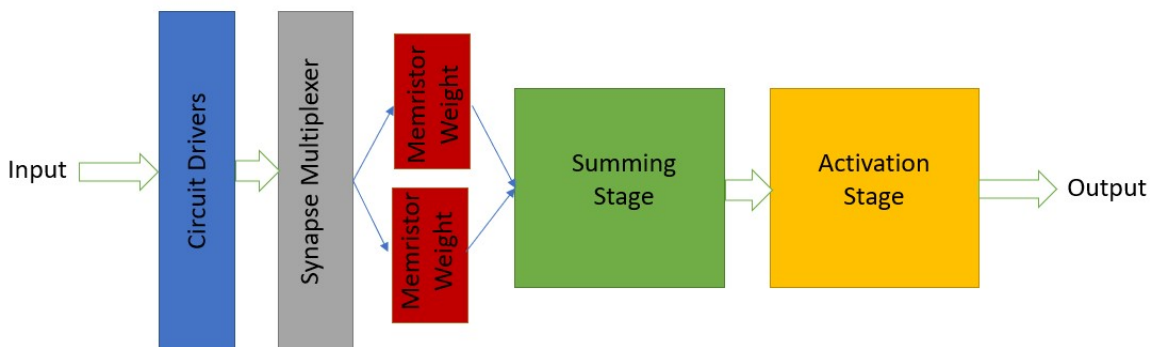 Input
Circuit Drivers
Synapse Multiplexer
Memristor
Weight
Memristor
Weight
Summing
Stage
Activation
Stage
Output